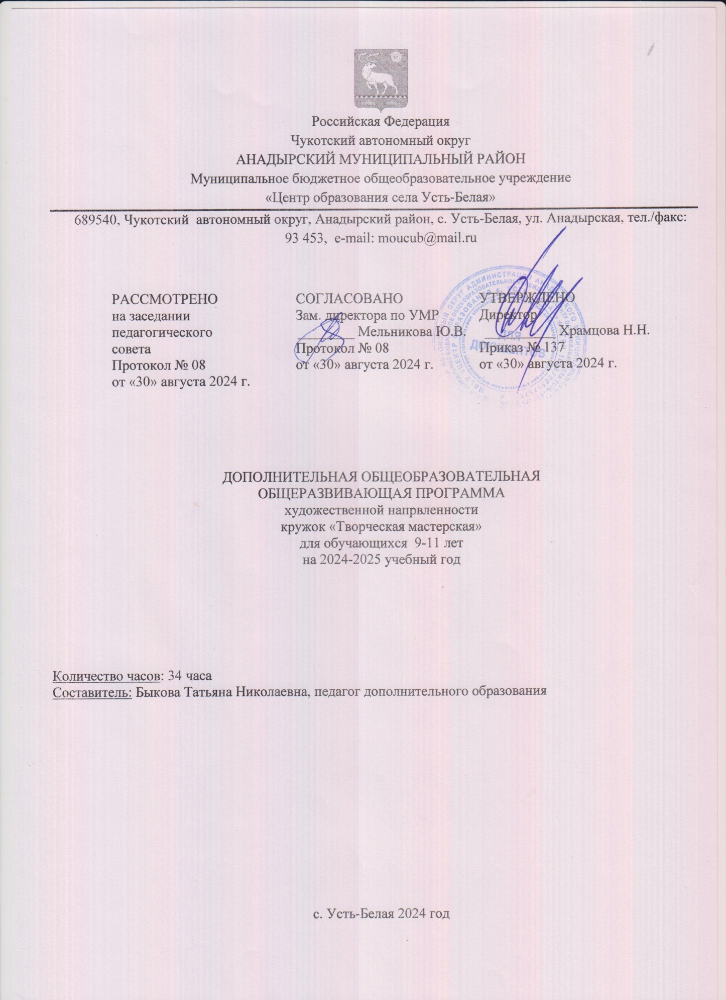 Российская Федерация
Чукотский автономный округ
АНАДЫРСКИЙ МУНИЦИПАЛЬНЫЙ РАЙОН
Муниципальное бюджетное общеобразовательное учреждение
«Центр образования села Усть-Белая»
689540, Чукотский автономный округ, Анадырский район, с. Усть-Белая, ул. Анадырская, тел./факс:
93 453, e-mail: moucub@mail.ru
РАССМОТРЕНО
на заседании
педагогического
совета
Протокол № 08
от «30» августа 2024 г.
СОГЛАСОВАНО
Зам. директора по УМР
Мельникова Ю.В.
Протокол № 08
от «30» августа 2024 г.
УТВЕРЖДЕНО
Директор
Храмцова Н.Н.
Приказ № 137
от «30» августа 2024 г.
ДЛЯ
ДОКУМЕНТОВ
ДОПОЛНИТЕЛЬНАЯ ОБЩЕОБРАЗОВАТЕЛЬНАЯ
ОБЩЕРАЗВИВАЮЩАЯ ПРОГРАММА
художественной напрвленности
кружок «Творческая мастерская»
для обучающихся 9-11 лет
на 2024-2025 учебный год
Количество часов: 34 часа
Составитель: Быкова Татьяна Николаевна, педагог дополнительного образования
с. Усть-Белая 2024 год